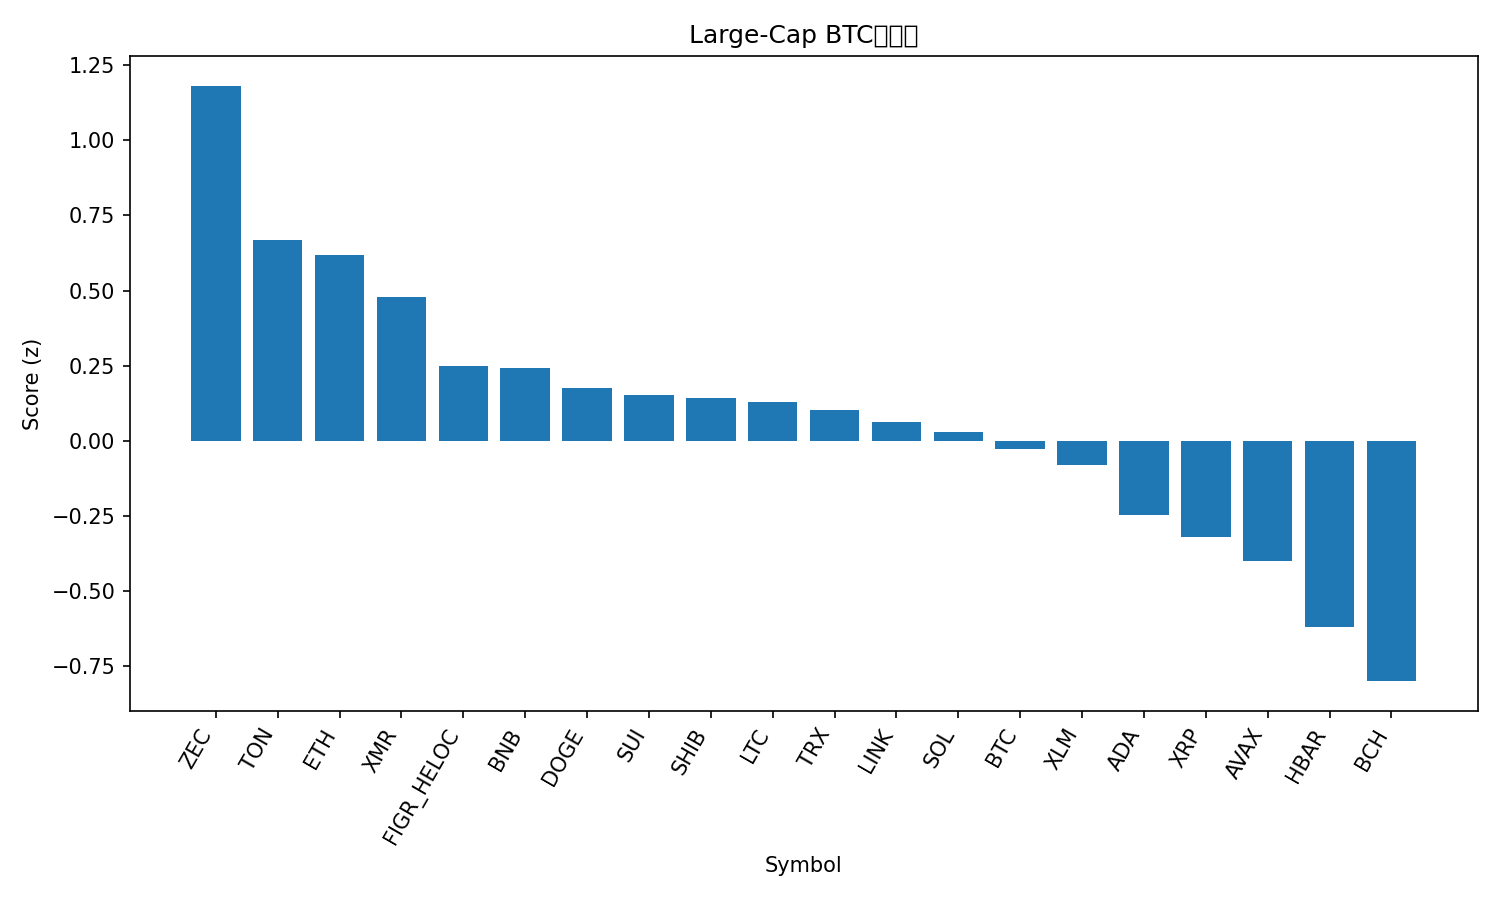 Large-Cap BTC
1.25
1.00
0.75
0.50
0.25
0.00
−0.25
−0.50
−0.75
Score (z)
ZEC
TON
ETH
XMR
FIGR_HELOC
BNB
DOGE
SUI
SHIB
LTC
TRX
LINK
SOL
BTC
XLM
ADA
XRP
AVAX
HBAR
BCH
Symbol